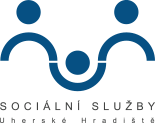 SOCIÁLNÍ SLUŽBY
Uherské Hradiště